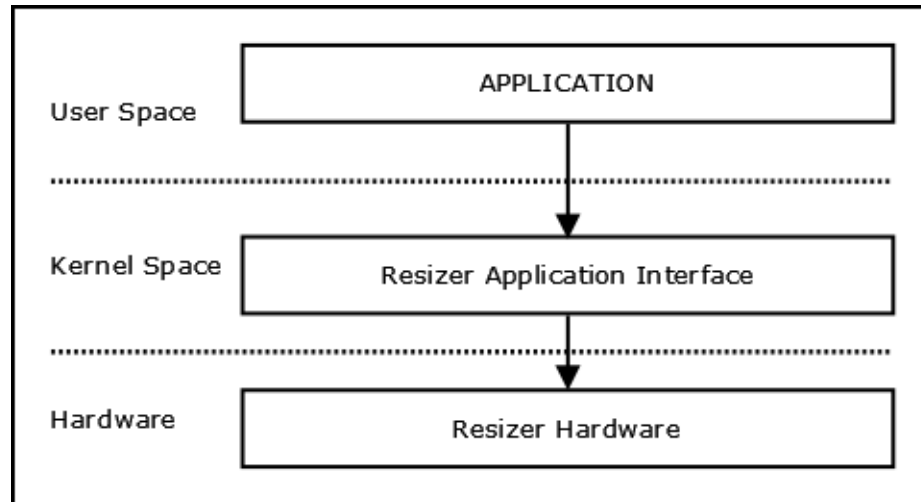 APPLICATION
User Space
Kernel Space
Resizer Application Interface
Hardware
Resizer Hardware